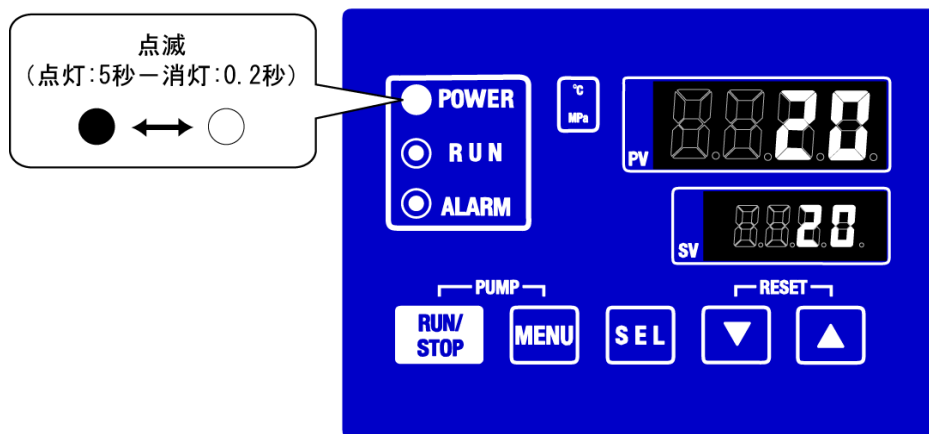 点滅
(点灯:5秒－消灯:0.2秒)
POWER
RUN
ALARM
℃
MPa
PV
20
SV
20
PUMP
RESET
RUN/
STOP
MENU
SEL
▼
▲